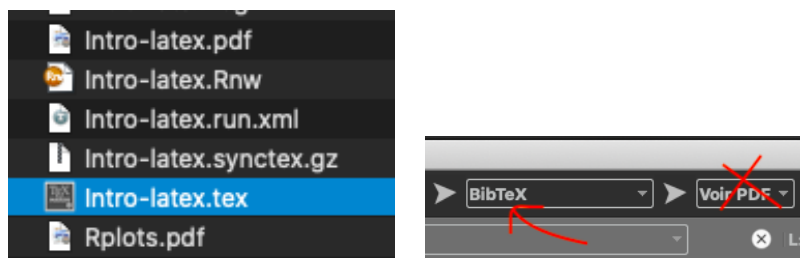 Intro-latex.pdf
Intro-latex.Rnw
Intro-latex.run.xml
Intro-latex.synctex.gz
Intro-latex.tex
Rplots.pdf
BibTeX
Voir PDF